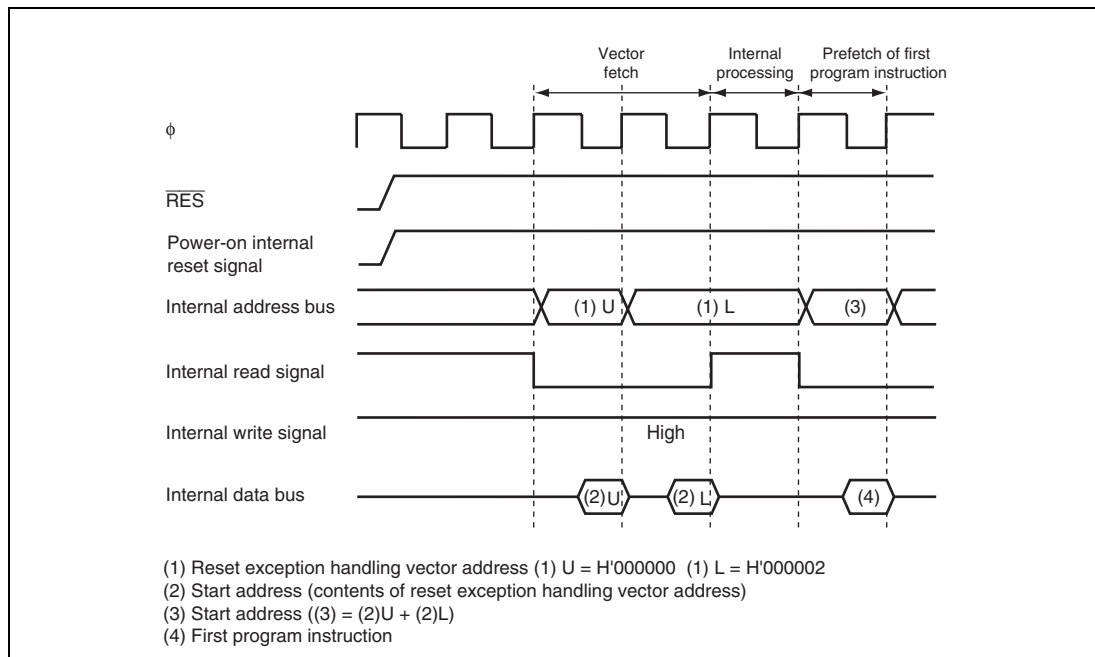 Vector
fetch
Internal
processing
Prefetch of first
program instruction
ϕ
RES
Power-on internal
reset signal
Internal address bus
(1) U
(1) L
(3)
Internal read signal
Internal write signal
High
Internal data bus
(2)U
(2) L
(4)
(1) Reset exception handling vector address (1) U = H'000000 (1) L = H'000002
(2) Start address (contents of reset exception handling vector address)
(3) Start address ((3) = (2)U + (2)L)
(4) First program instruction